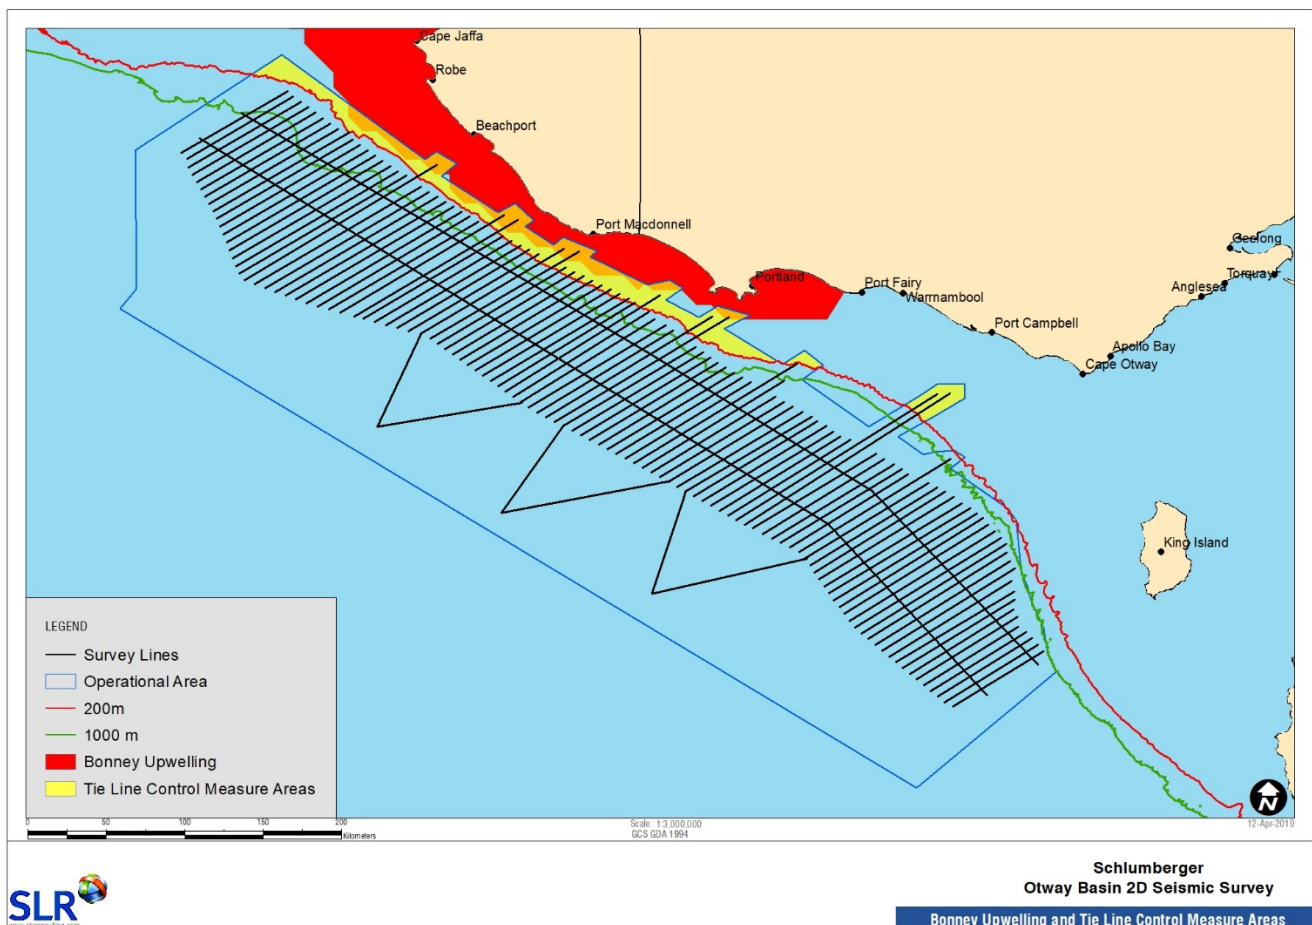 Cape Jaffa
Robe
Beachport
Port Macdonnell
Portland
Port Fairy
Warrnambool
Port Campbell
Geelong
Torquay
Anglesea
Apollo Bay
Cape Otway
King Island
LEGEND
Survey Lines
Operational Area
200m
1000 m
Bonney Upwelling
Tie Line Control Measure Areas
0 50 100 150 200
Kilometers
Scale: 1:3,000,000
GCS GDA 1994
N
12-Apr-2019
SLR
Schlumberger
Otway Basin 2D Seismic Survey
Bonney Upwelling and Tie Line Control Measure Areas